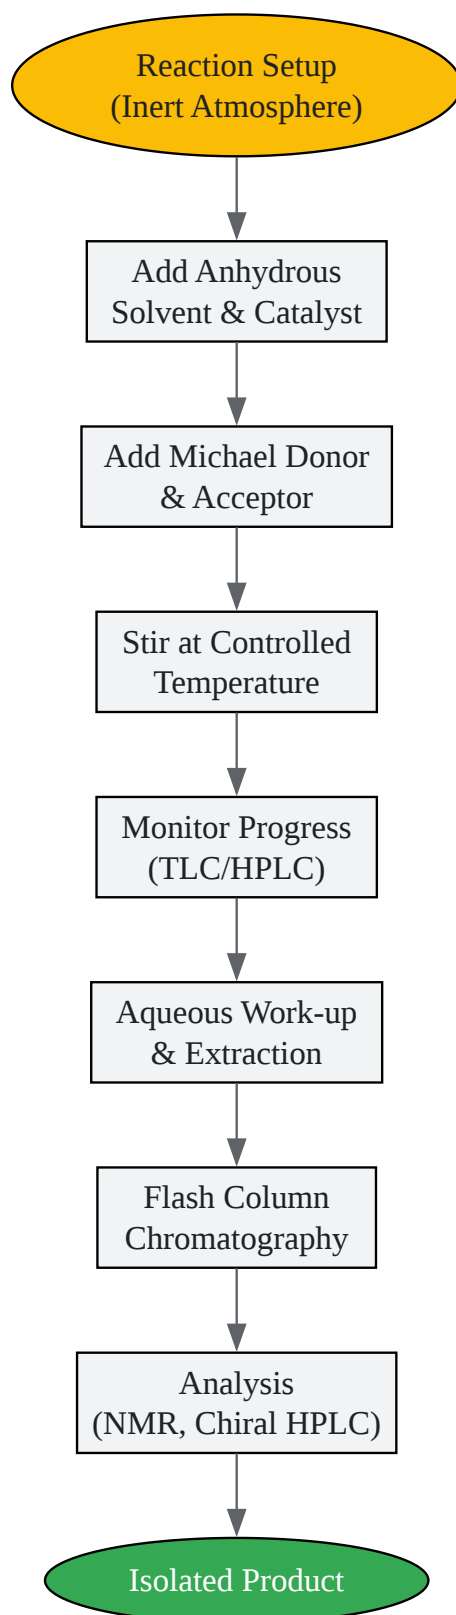 Reaction Setup
(Inert Atmosphere)
Add Anhydrous
Solvent & Catalyst
Add Michael Donor
& Acceptor
Stir at Controlled
Temperature
Monitor Progress
(TLC/HPLC)
Aqueous Work-up
& Extraction
Flash Column
Chromatography
Analysis
(NMR, Chiral HPLC)
Isolated Product